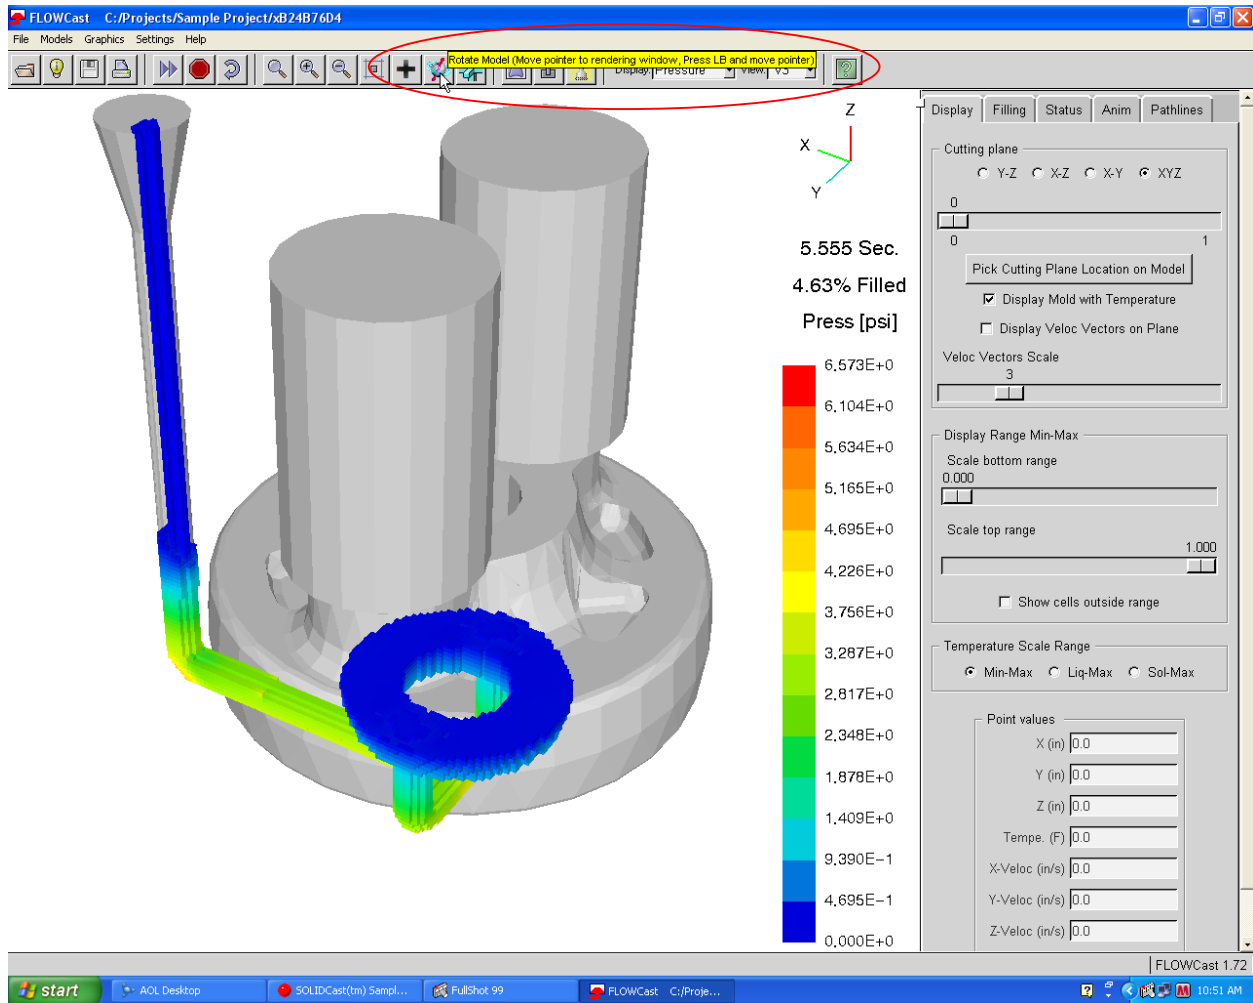 FLOWCast C:/Projects/Sample Project/xB24B76D4
File Models Graphics Settings Help
Rotate Model (Move pointer to rendering window, Press LB and move pointer)
Display: Pressure View: V3
Z
X
Y
5.555 Sec.
4.63% Filled
Press [psi]
6,573E+0
6,104E+0
5,634E+0
5,165E+0
4,695E+0
4,226E+0
3,756E+0
3,287E+0
2,817E+0
2,348E+0
1,878E+0
1,409E+0
9,390E-1
4,695E-1
0,000E+0
Display Filling Status Anim Pathlines
Cutting plane
Y-Z X-Z X-Y XYZ
0
0 1
Pick Cutting Plane Location on Model
Display Mold with Temperature
Display Veloc Vectors on Plane
Veloc Vectors Scale
3
Display Range Min-Max
Scale bottom range
0.000
Scale top range
1.000
Show cells outside range
Temperature Scale Range
Min-Max Liq-Max Sol-Max
Point values
X (in) 0.0
Y (in) 0.0
Z (in) 0.0
Tempe. (F) 0.0
X-Veloc (in/s) 0.0
Y-Veloc (in/s) 0.0
Z-Veloc (in/s) 0.0
FLOWCast 1.72
start AOL Desktop SOLIDCast(tm) Sampl... FullShot 99 FLOWCast C:/Proje... 10:51 AM